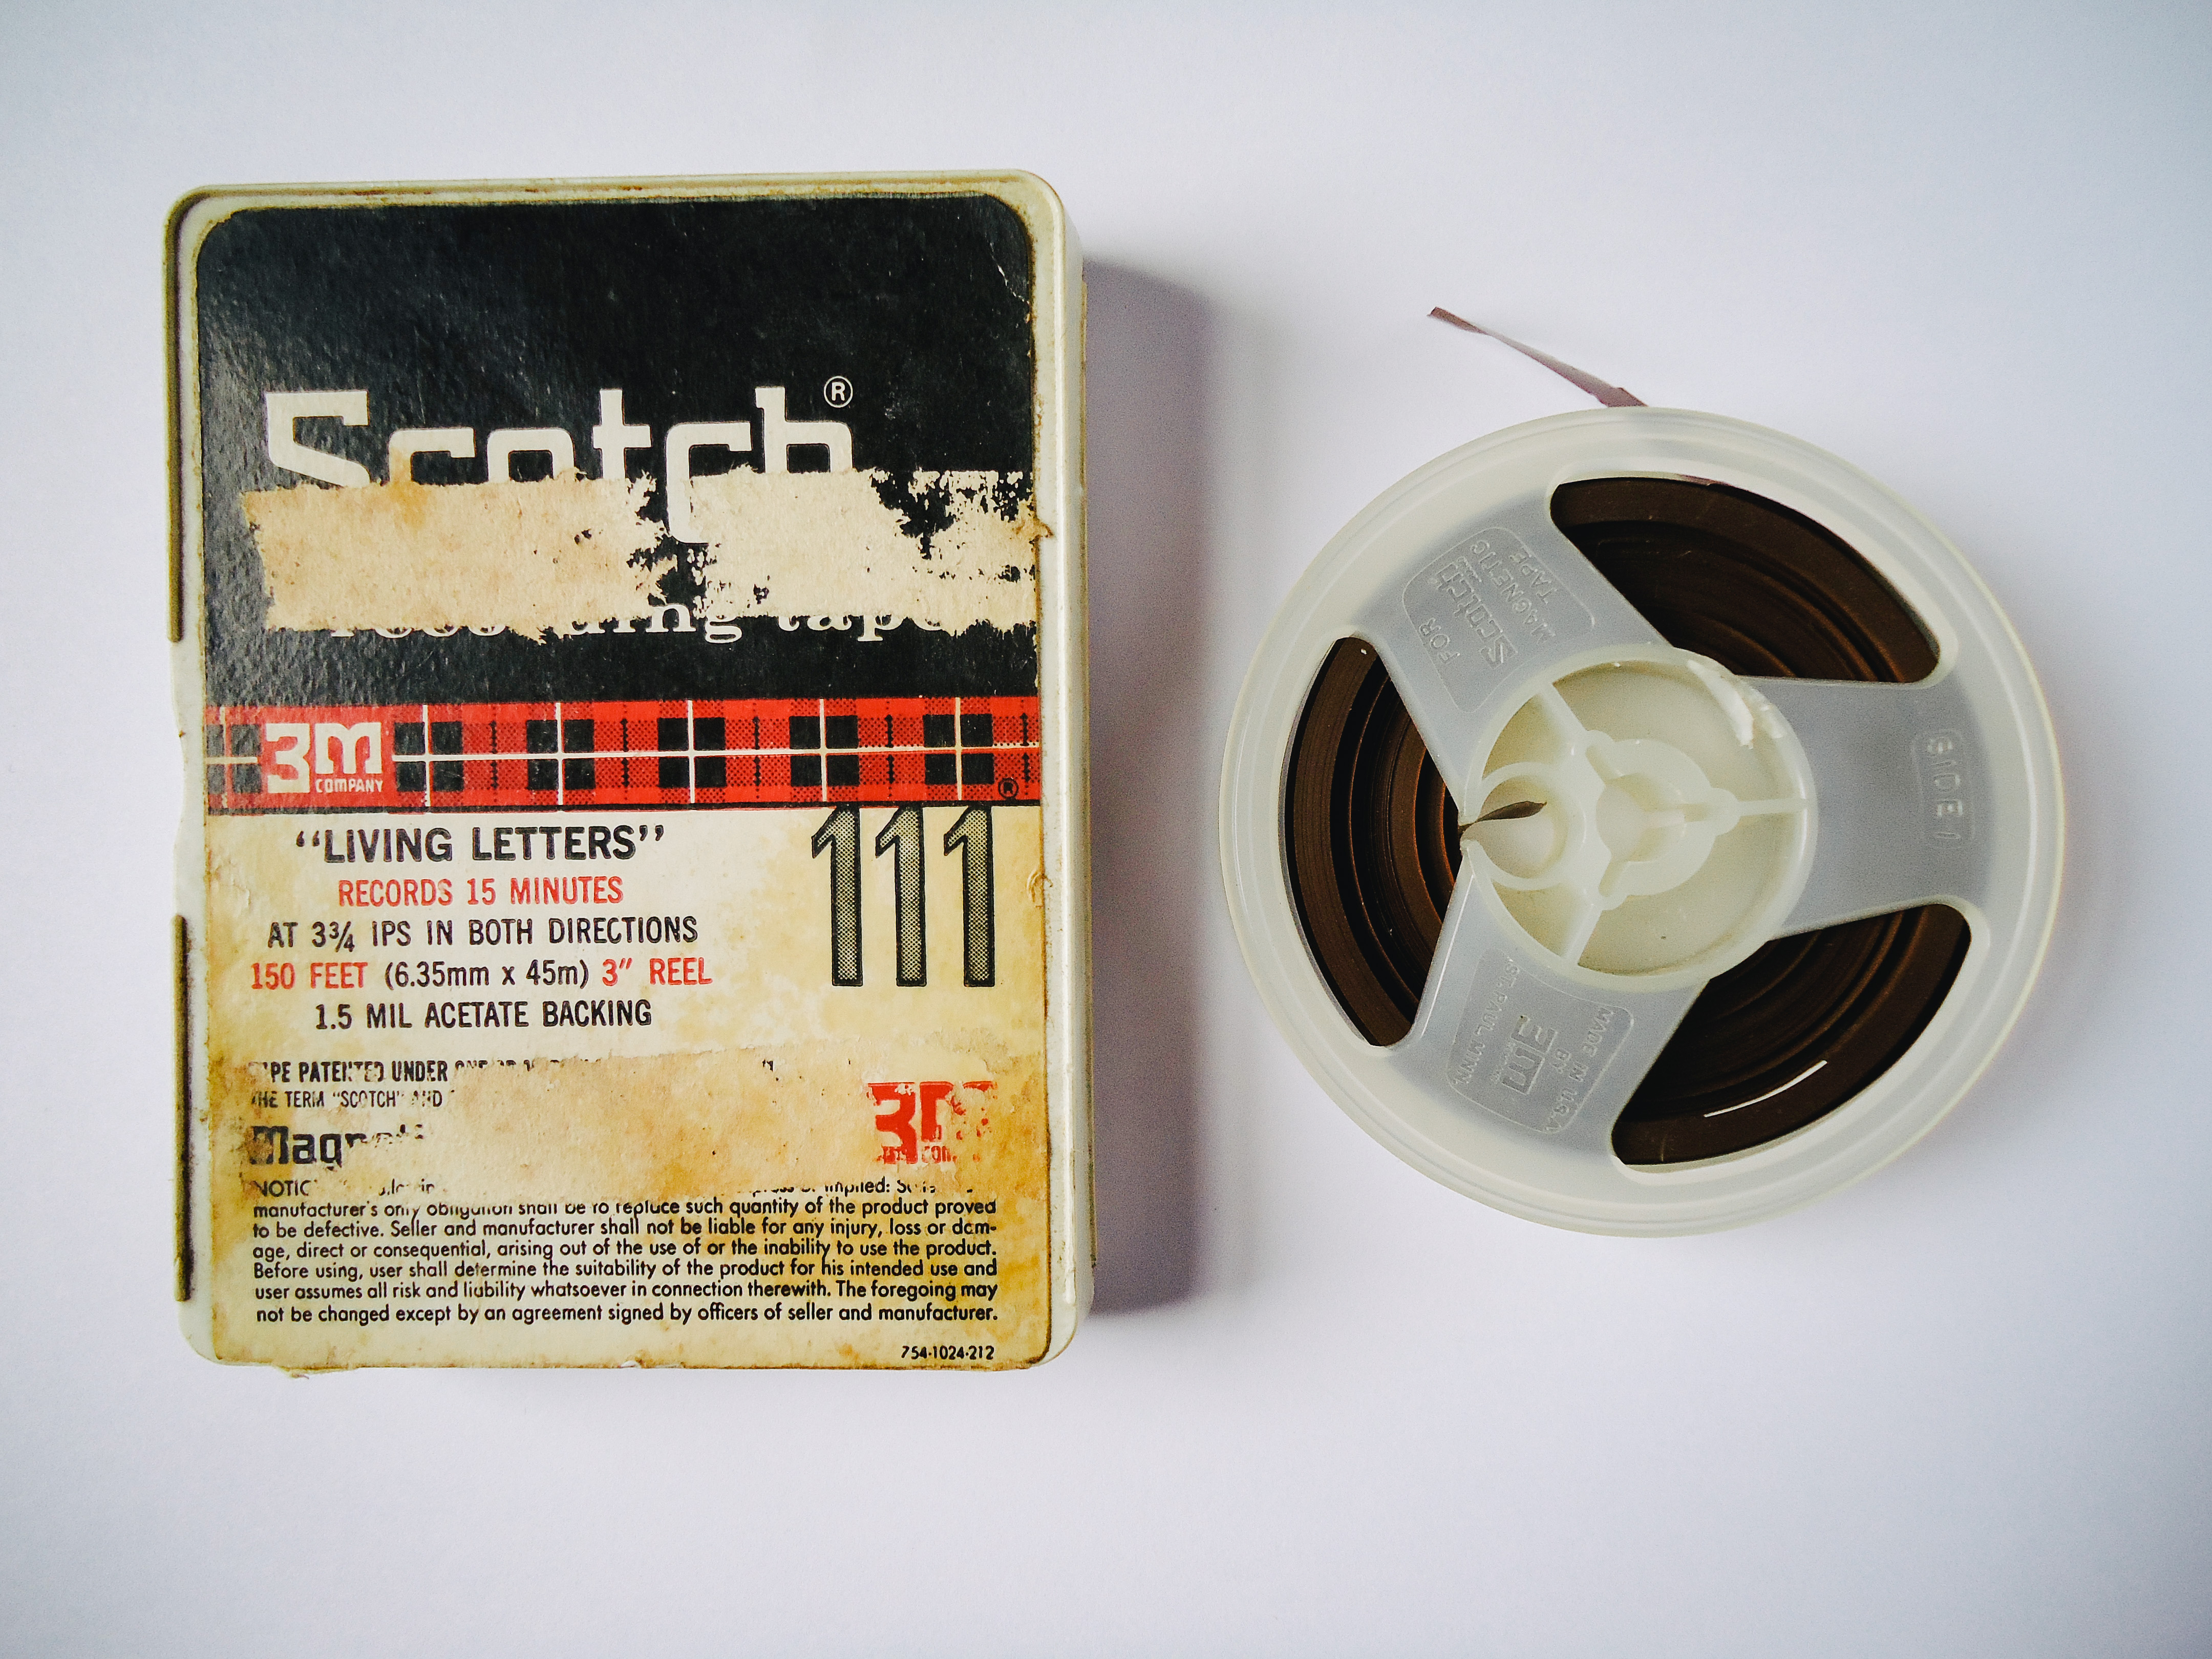 Scotch®
recording tape
3M
COMPANY
®
"LIVING LETTERS"
RECORDS 15 MINUTES
AT 3¾ IPS IN BOTH DIRECTIONS
150 FEET (6.35mm x 45m) 3" REEL
1.5 MIL ACETATE BACKING
111
PATENTED UNDER
TERM "SCOTCH" AND
3M
manufacturer's only obligation shall be to replace such quantity of the product proved
to be defective. Seller and manufacturer shall not be liable for any injury, loss or dam-
age, direct or consequential, arising out of the use of or the inability to use the product.
Before using, user shall determine the suitability of the product for his intended use and
user assumes all risk and liability whatsoever in connection therewith. The foregoing may
not be changed except by an agreement signed by officers of seller and manufacturer.
754-1024-212
FOR
Scotch
MAGNETIC
TAPE
SIDE 1
MADE IN U.S.A.
BY
3M
ST. PAUL, MINN.